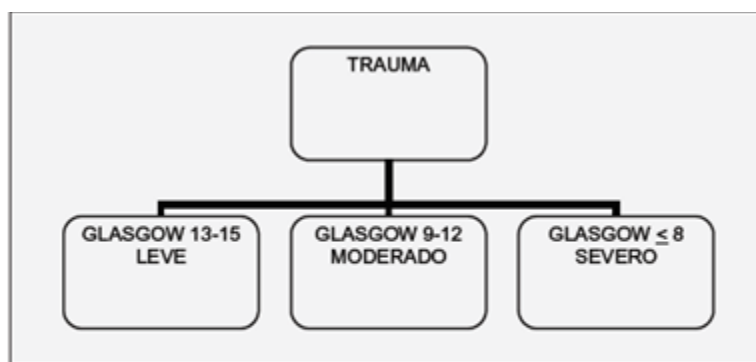 TRAUMA
GLASGOW 13-15
LEVE
GLASGOW 9-12
MODERADO
GLASGOW ≤ 8
SEVERO